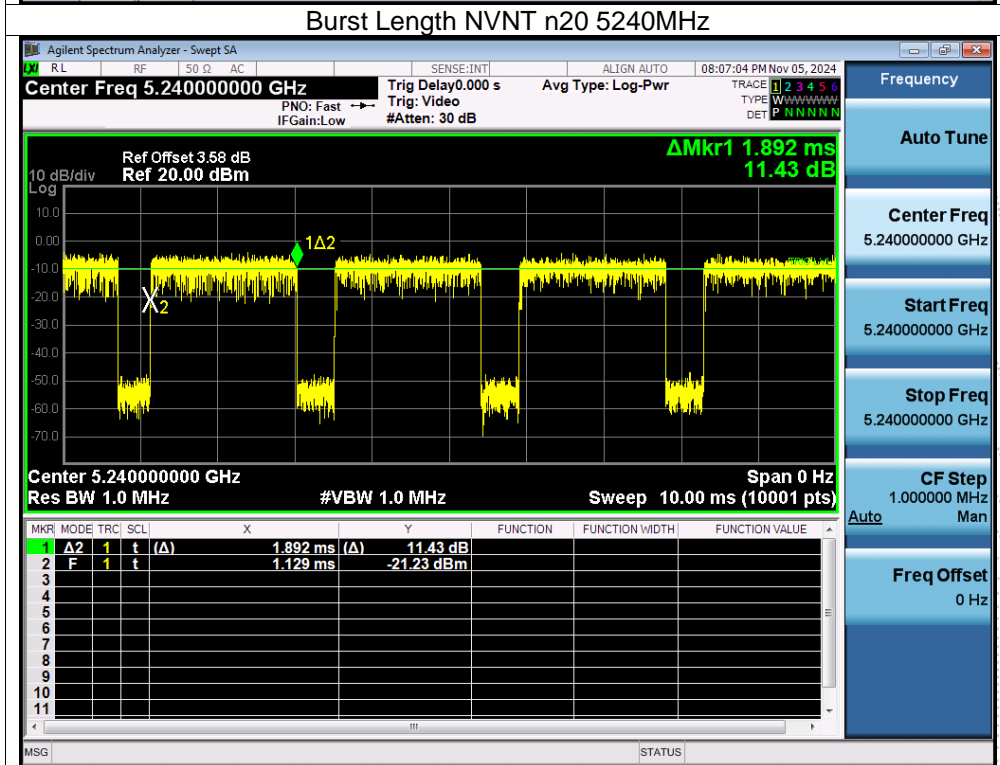 Burst Length NVNT n20 5240MHz
Agilent Spectrum Analyzer - Swept SA
LXI RL RF 50 Ω AC SENSE:INT ALIGN AUTO 08:07:04 PM Nov 05, 2024
Center Freq 5.240000000 GHz
PNO: Fast
IFGain:Low
Trig Delay0.000 s
Trig: Video
#Atten: 30 dB
Avg Type: Log-Pwr
TRACE 1 2 3 4 5 6
TYPE WWWWWW
DET P N N N N N
Ref Offset 3.58 dB
10 dB/div Ref 20.00 dBm
Log
ΔMkr1 1.892 ms
11.43 dB
10.0
0.00
-10.0
-20.0
-30.0
-40.0
-50.0
-60.0
-70.0
1Δ2
X2
Center 5.240000000 GHz Span 0 Hz
Res BW 1.0 MHz #VBW 1.0 MHz Sweep 10.00 ms (10001 pts)
MKR MODE TRC SCL X Y FUNCTION FUNCTION WIDTH FUNCTION VALUE
1 Δ2 1 t (Δ) 1.892 ms (Δ) 11.43 dB
2 F 1 t 1.129 ms -21.23 dBm
3
4
5
6
7
8
9
10
11
MSG STATUS
Frequency
Auto Tune
Center Freq
5.240000000 GHz
Start Freq
5.240000000 GHz
Stop Freq
5.240000000 GHz
CF Step
1.000000 MHz
Auto Man
Freq Offset
0 Hz